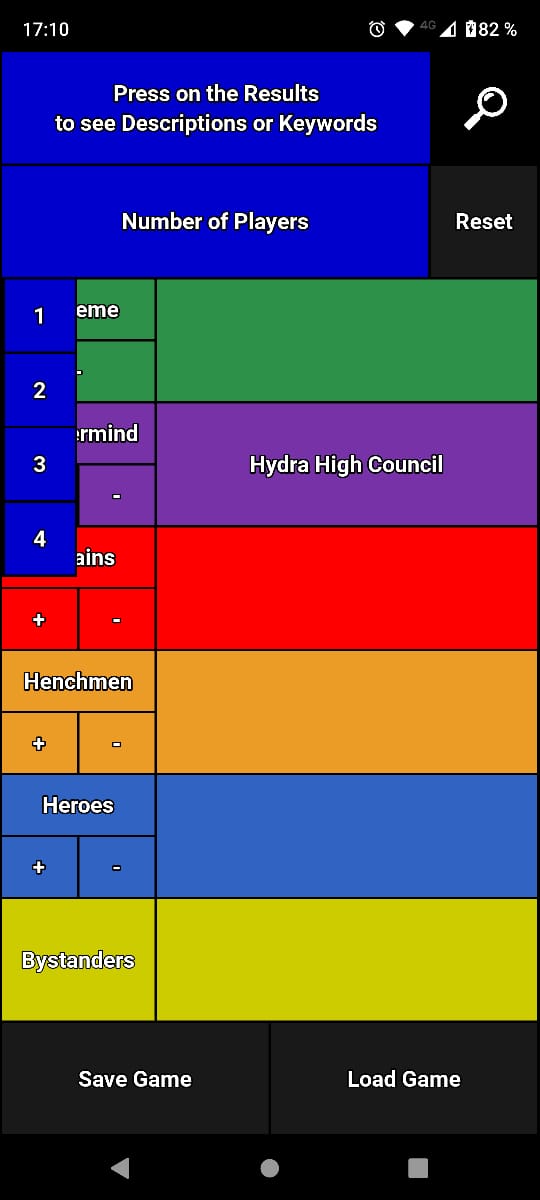 17:10
4G
82 %
Press on the Results
to see Descriptions or Keywords
Number of Players
Reset
1
eme
2
-
3
ermind
Hydra High Council
-
4
ains
+
-
Henchmen
+
-
Heroes
+
-
Bystanders
Save Game
Load Game